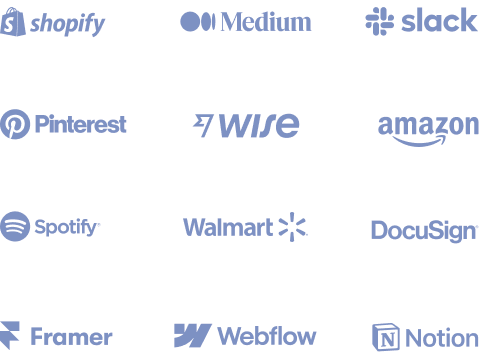 shopify
Medium
slack
Pinterest
wise
amazon
Spotify
Walmart
DocuSign
Framer
Webflow
Notion